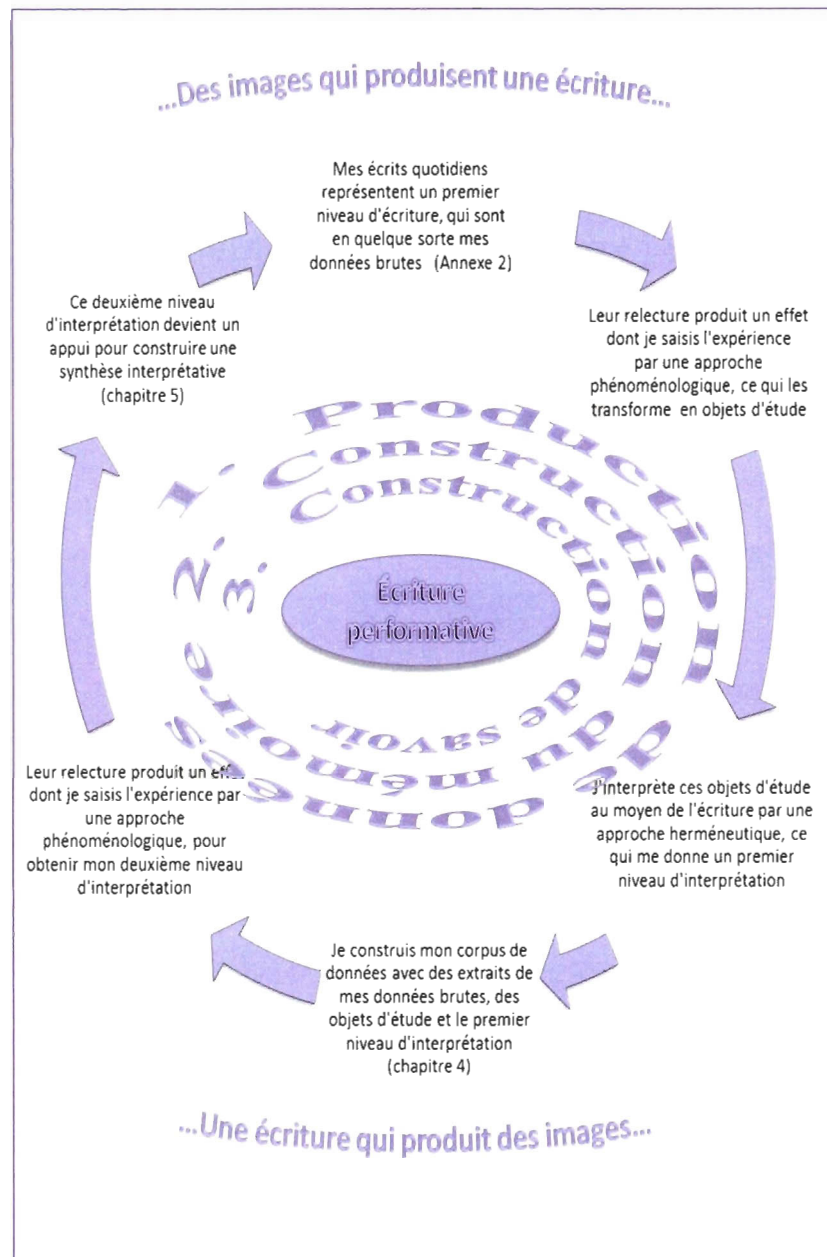 ...Des images qui produisent une écriture...
Mes écrits quotidiens
représentent un premier
niveau d'écriture, qui sont
en quelque sorte mes
données brutes (Annexe 2)
Leur relecture produit un effet
dont je saisis l'expérience
par une approche
phénoménologique, ce qui les
transforme en objets d'étude
J'interprète ces objets d'étude
au moyen de l'écriture par une
approche herméneutique, ce
qui me donne un premier
niveau d'interprétation
Je construis mon corpus de
données avec des extraits de
mes données brutes, des
objets d'étude et le premier
niveau d'interprétation
(chapitre 4)
Leur relecture produit un effet
dont je saisis l'expérience par
une approche
phénoménologique, pour
obtenir mon deuxième niveau
d'interprétation
Ce deuxième niveau
d'interprétation devient un
appui pour construire une
synthèse interprétative
(chapitre 5)
1. Production de données
2. Construction du mémoire
3. Construction de savoir
Écriture
performative
...Une écriture qui produit des images...